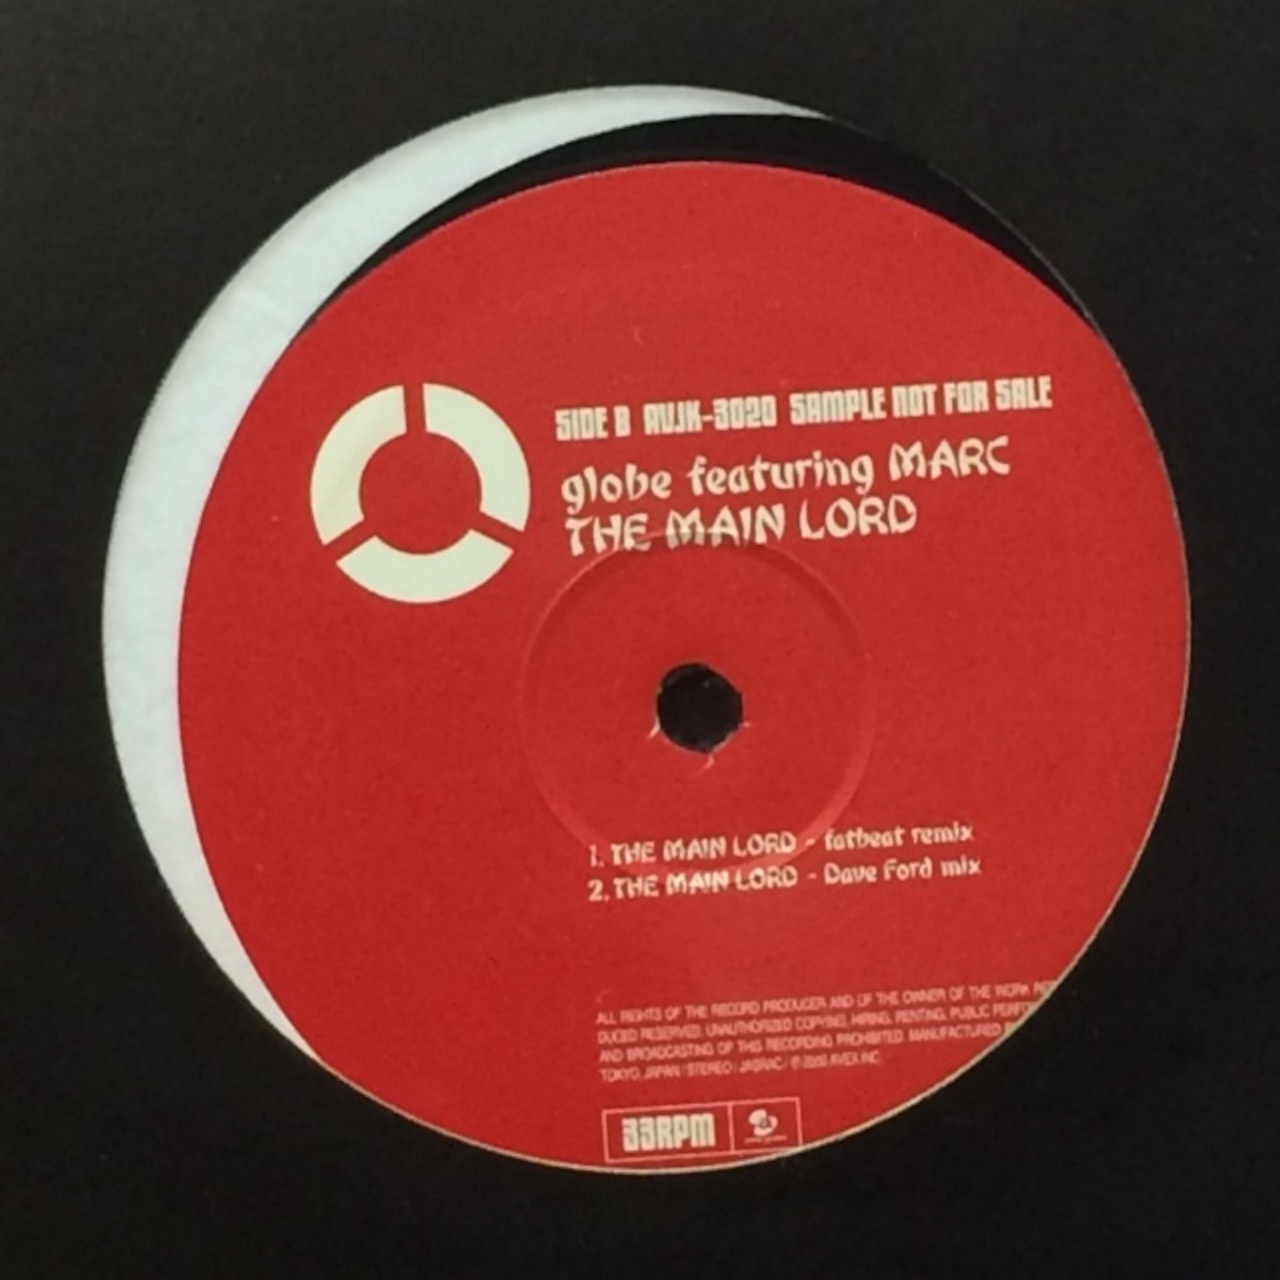 SIDE B AVJK-3020 SAMPLE NOT FOR SALE
globe featuring MARC
THE MAIN LORD
1. THE MAIN LORD - fatbeat remix
2. THE MAIN LORD - Dave Ford mix
ALL RIGHTS OF THE RECORD PRODUCER AND OF THE OWNER OF THE WORK
DUCED RESERVED. UNAUTHORIZED COPYING, HIRING, RENTING, PUBLIC
AND BROADCASTING OF THIS RECORDING PROHIBITED. MANUFACTURED
TOKYO, JAPAN / STEREO / JASRAC / ℗ 2000 AVEX INC.
33RPM